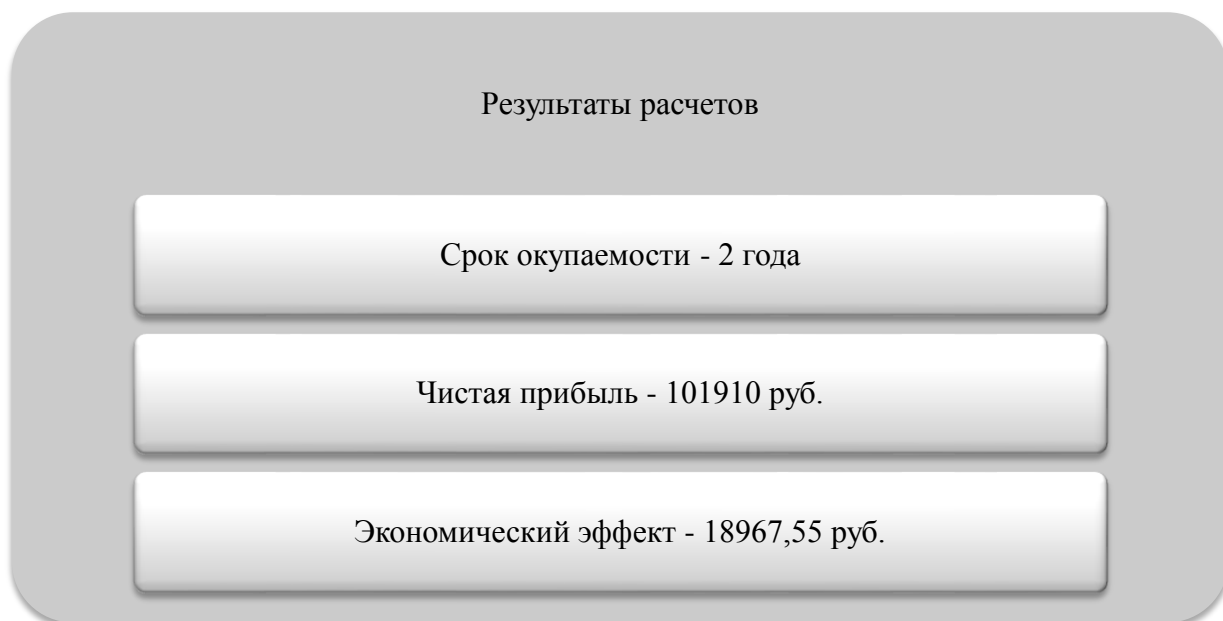 Результаты расчетов
Срок окупаемости - 2 года
Чистая прибыль - 101910 руб.
Экономический эффект - 18967,55 руб.